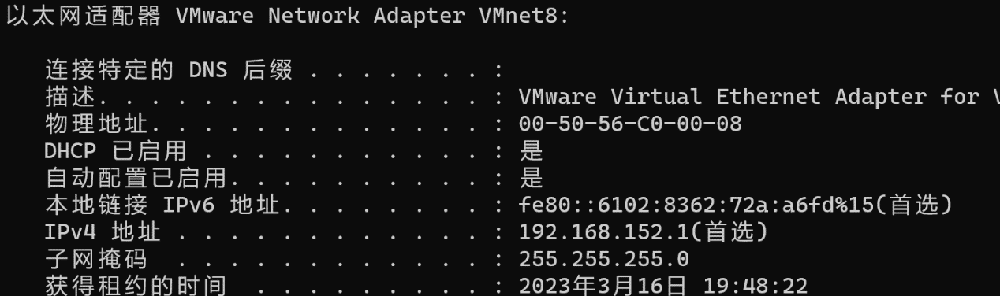 以太网适配器 VMware Network Adapter VMnet8:
连接特定的 DNS 后缀 . . . . . . . :
描述. . . . . . . . . . . . . . . : VMware Virtual Ethernet Adapter for
物理地址. . . . . . . . . . . . . : 00-50-56-C0-00-08
DHCP 已启用 . . . . . . . . . . . : 是
自动配置已启用. . . . . . . . . . : 是
本地链接 IPv6 地址. . . . . . . . : fe80::6102:8362:72a:a6fd%15(首选)
IPv4 地址 . . . . . . . . . . . . : 192.168.152.1(首选)
子网掩码  . . . . . . . . . . . . : 255.255.255.0
获得租约的时间  . . . . . . . . . : 2023年3月16日 19:48:22